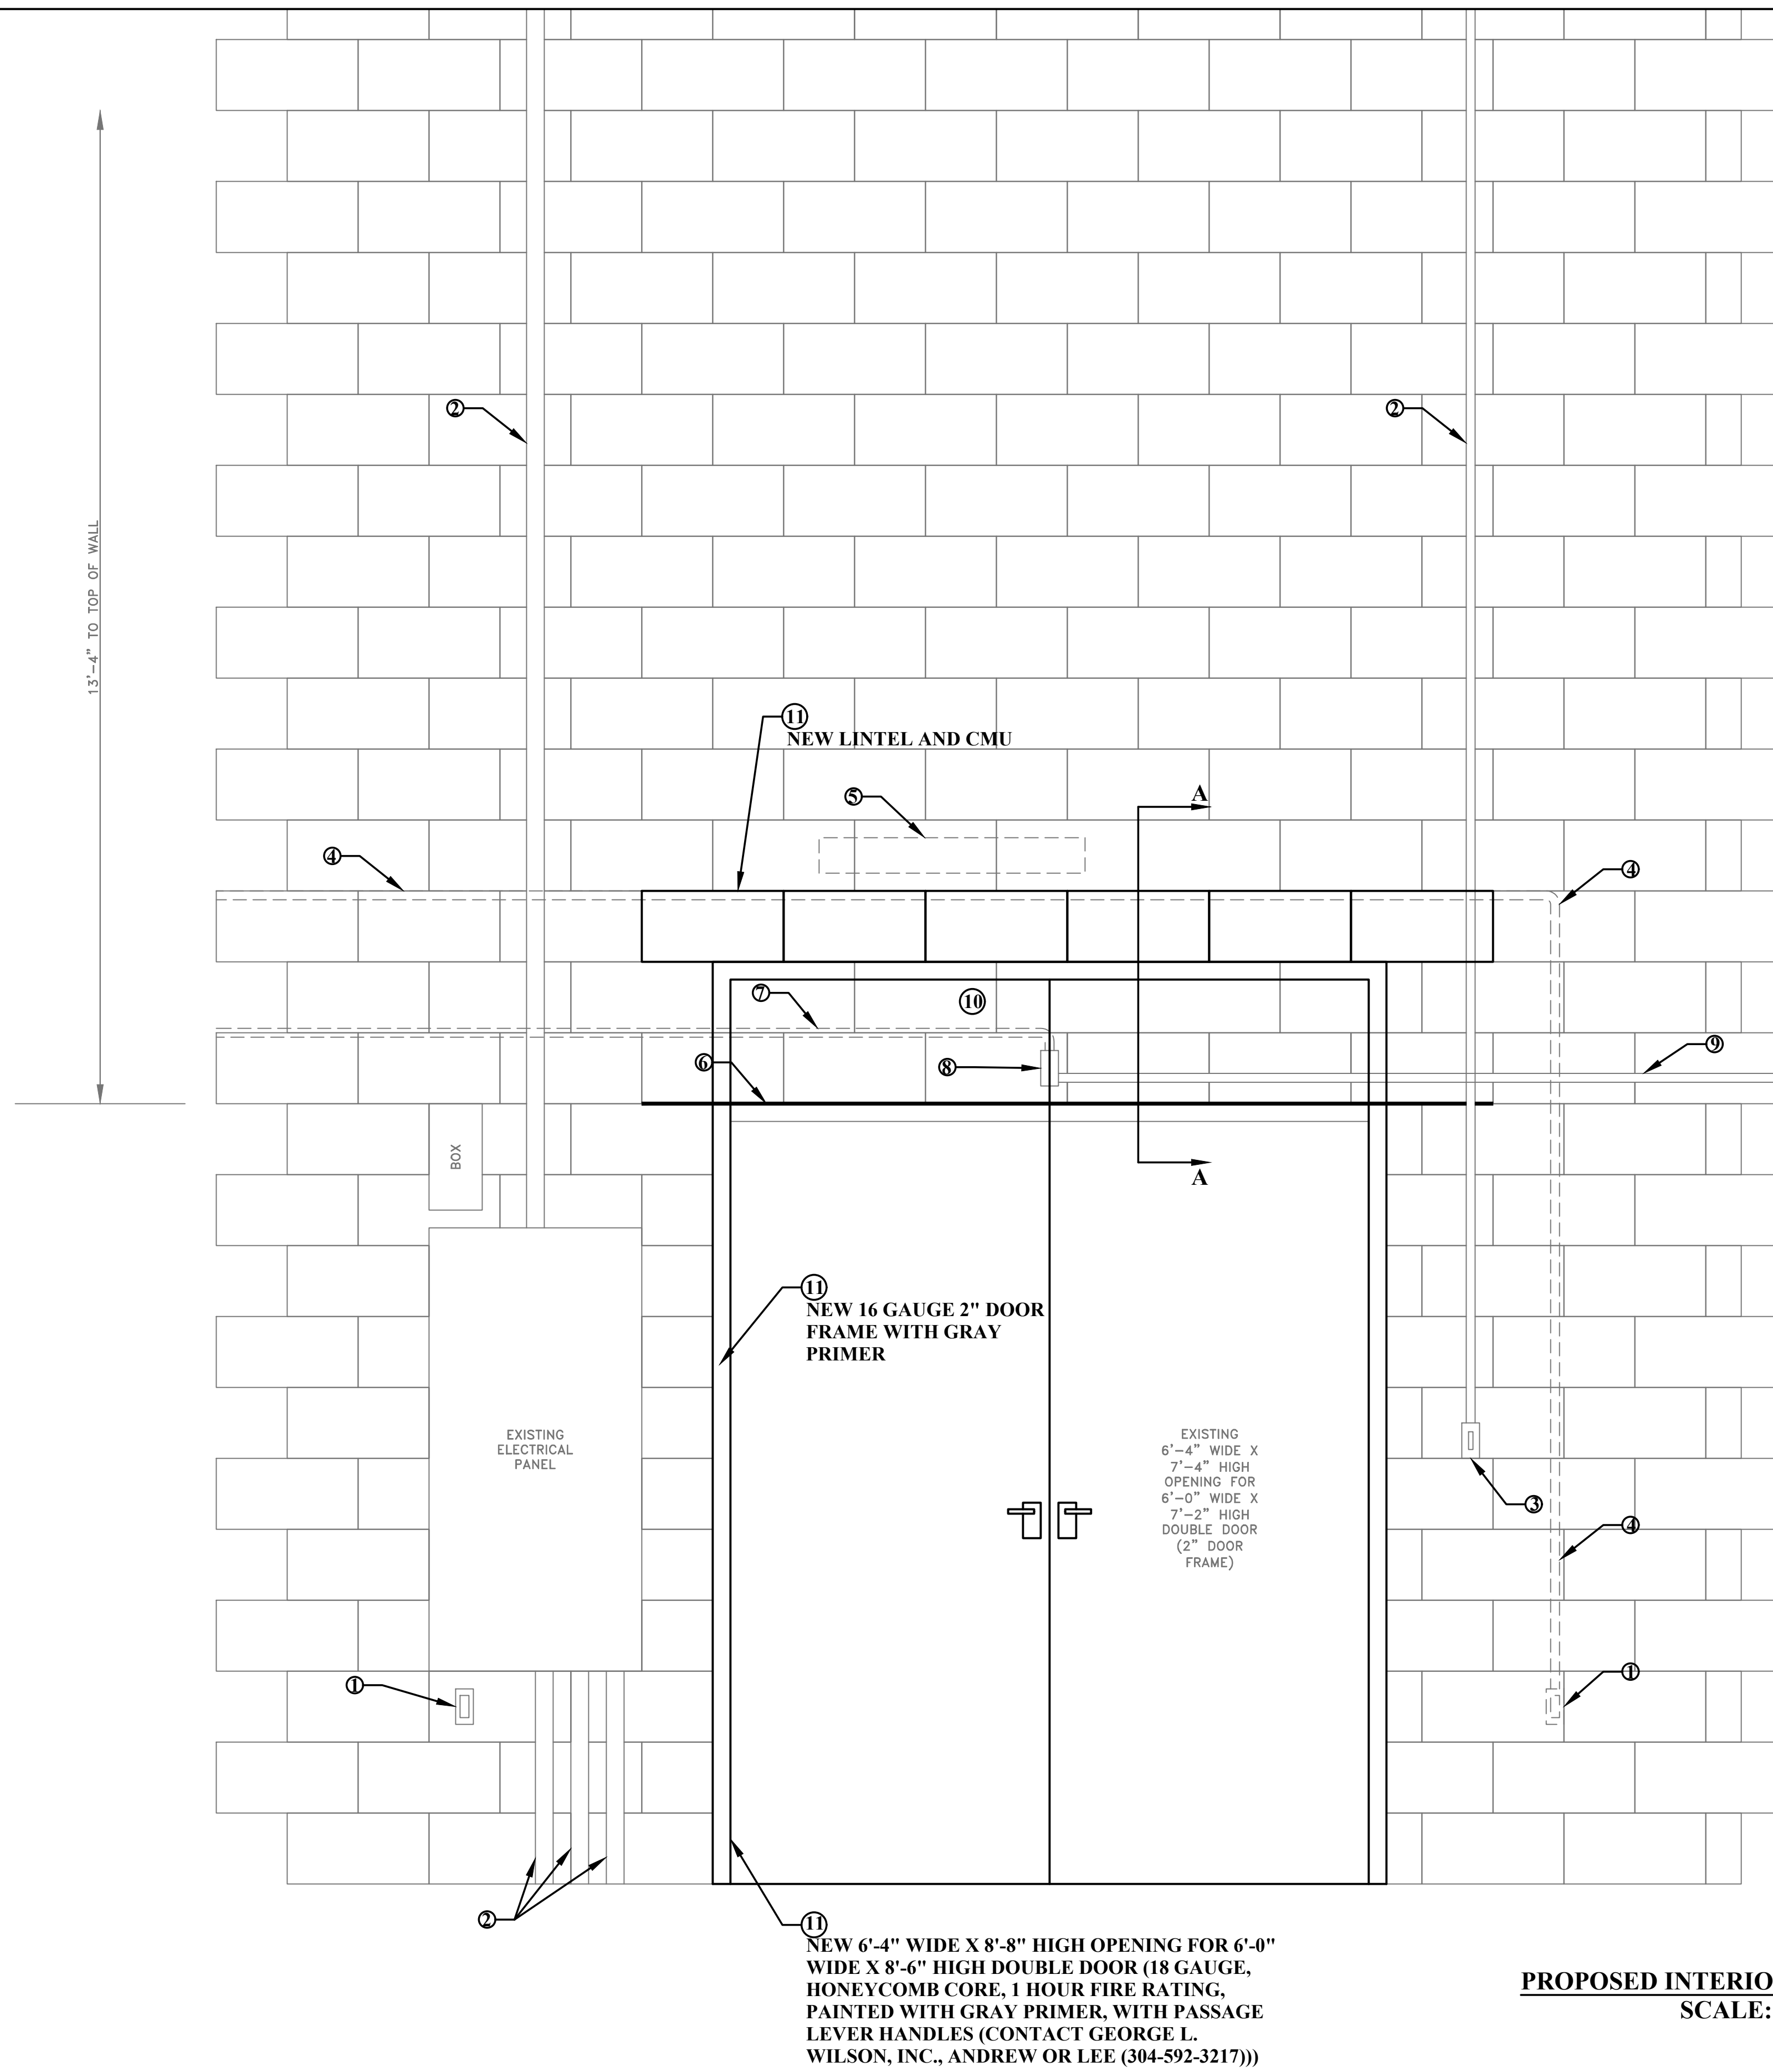 13'-4" TO TOP OF WALL
2
2
11
NEW LINTEL AND CMU
5
A
4
4
7
10
6
8
9
BOX
A
11
NEW 16 GAUGE 2" DOOR
FRAME WITH GRAY
PRIMER
EXISTING
ELECTRICAL
PANEL
EXISTING
6'-4" WIDE X
7'-4" HIGH
OPENING FOR
6'-0" WIDE X
7'-2" HIGH
DOUBLE DOOR
(2" DOOR
FRAME)
3
4
1
1
2
11
NEW 6'-4" WIDE X 8'-8" HIGH OPENING FOR 6'-0"
WIDE X 8'-6" HIGH DOUBLE DOOR (18 GAUGE,
HONEYCOMB CORE, 1 HOUR FIRE RATING,
PAINTED WITH GRAY PRIMER, WITH PASSAGE
LEVER HANDLES (CONTACT GEORGE L.
WILSON, INC., ANDREW OR LEE (304-592-3217)))
PROPOSED INTERIO
SCALE: